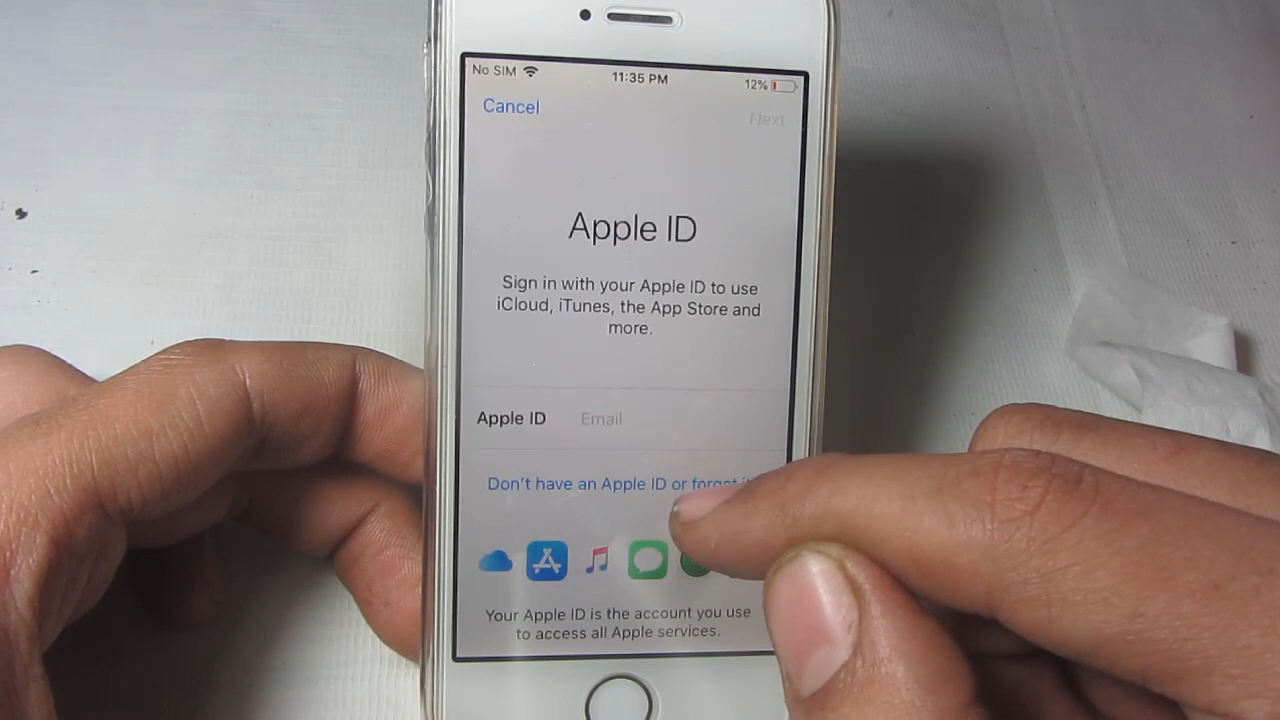 No SIM 11:35 PM 12%
Cancel Next
Apple ID
Sign in with your Apple ID to use
iCloud, iTunes, the App Store and
more.
Apple ID Email
Don't have an Apple ID or forgot
Your Apple ID is the account you use
to access all Apple services.